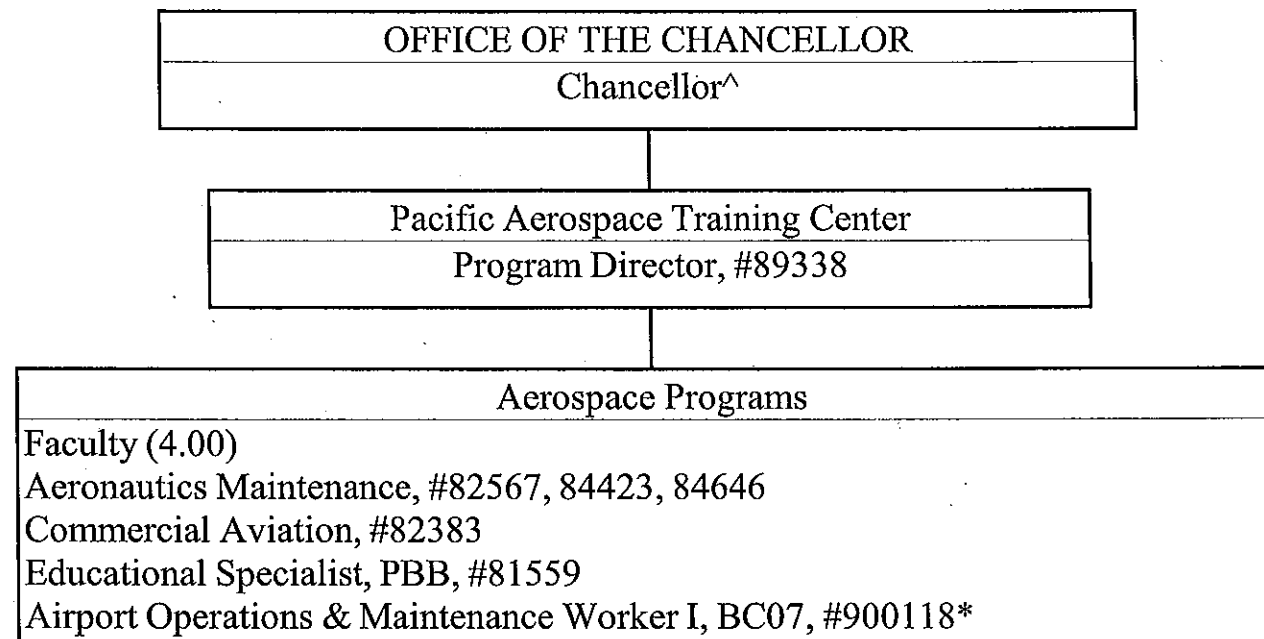 OFFICE OF THE CHANCELLOR
Chancellor^
Pacific Aerospace Training Center
Program Director, #89338
Aerospace Programs
Faculty (4.00)
Aeronautics Maintenance, #82567, 84423, 84646
Commercial Aviation, #82383
Educational Specialist, PBB, #81559
Airport Operations & Maintenance Worker I, BC07, #900118*